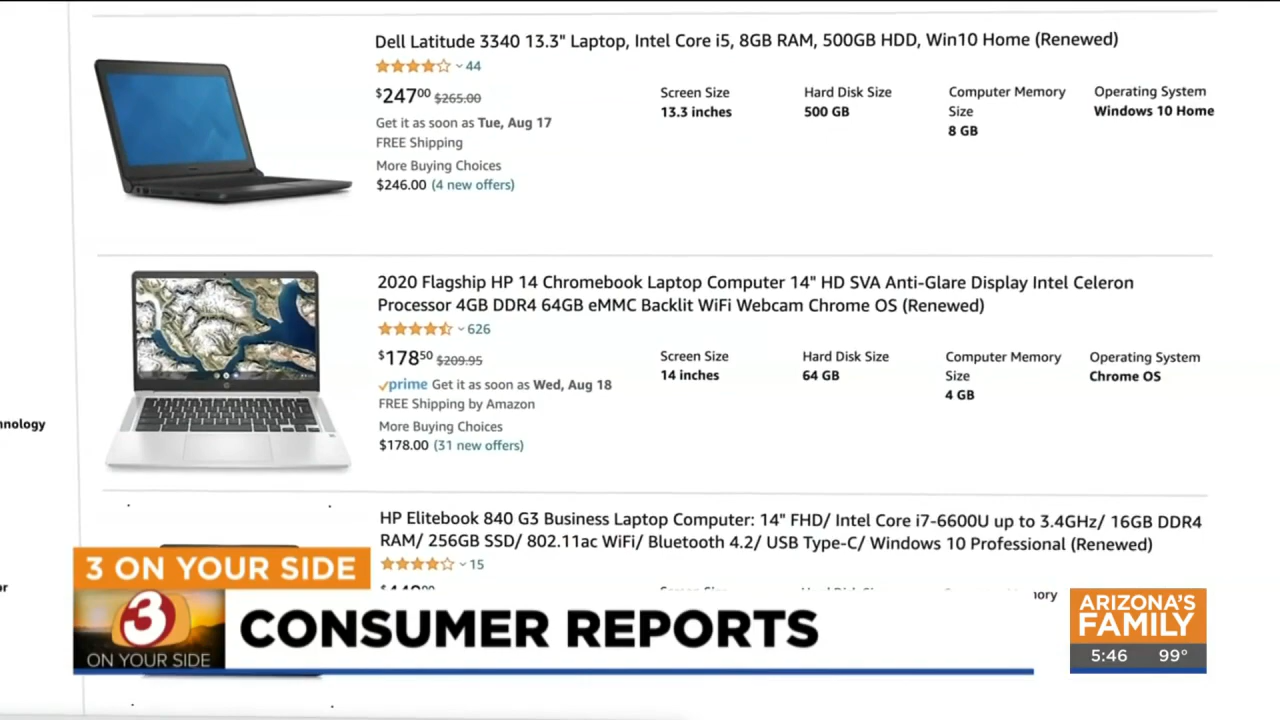 Dell Latitude 3340 13.3" Laptop, Intel Core i5, 8GB RAM, 500GB HDD, Win10 Home (Renewed)
44
$24700 $265.00
Get it as soon as Tue, Aug 17
FREE Shipping
More Buying Choices
$246.00 (4 new offers)
Screen Size
13.3 inches
Hard Disk Size
500 GB
Computer Memory
Size
8 GB
Operating System
Windows 10 Home
2020 Flagship HP 14 Chromebook Laptop Computer 14" HD SVA Anti-Glare Display Intel Celeron
Processor 4GB DDR4 64GB eMMC Backlit WiFi Webcam Chrome OS (Renewed)
626
$17850 $209.95
prime Get it as soon as Wed, Aug 18
FREE Shipping by Amazon
More Buying Choices
$178.00 (31 new offers)
Screen Size
14 inches
Hard Disk Size
64 GB
Computer Memory
Size
4 GB
Operating System
Chrome OS
hnology
HP Elitebook 840 G3 Business Laptop Computer: 14" FHD/ Intel Core i7-6600U up to 3.4GHz/ 16GB DDR4
RAM/ 256GB SSD/ 802.11ac WiFi/ Bluetooth 4.2/ USB Type-C/ Windows 10 Professional (Renewed)
15
or
nory
3 ON YOUR SIDE
3
ON YOUR SIDE
CONSUMER REPORTS
ARIZONA'S
FAMILY
5:46 99°